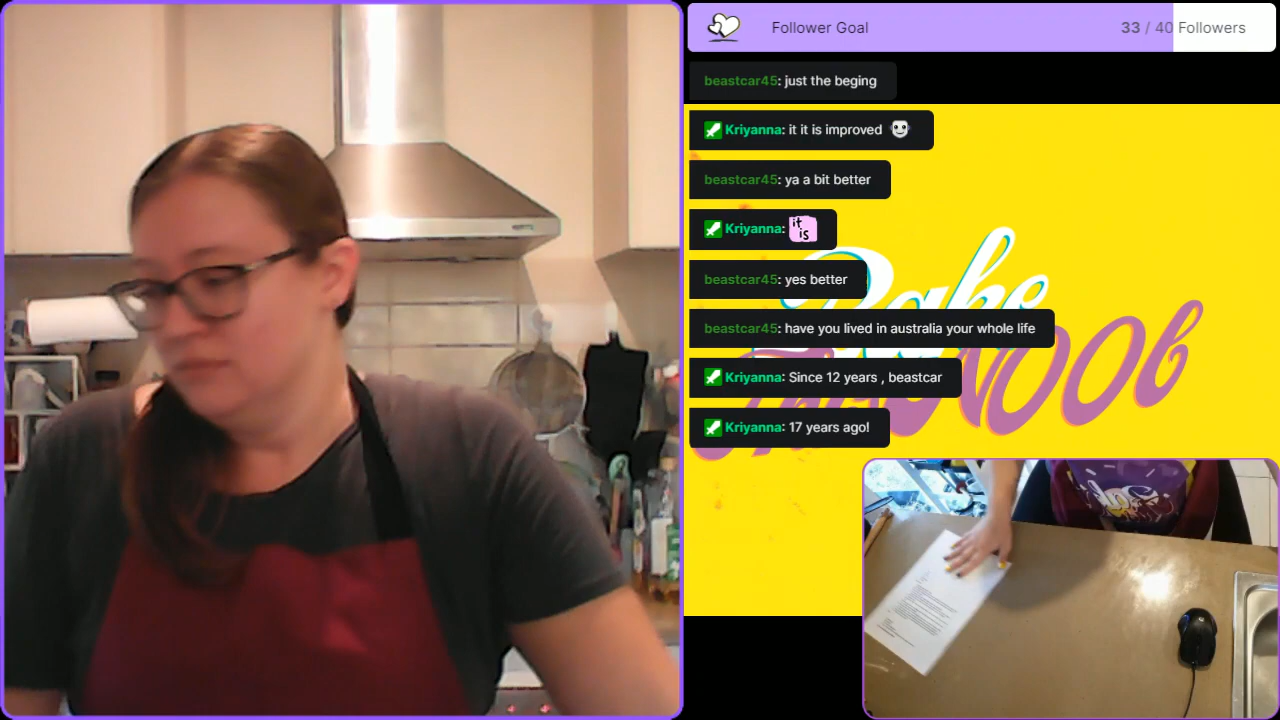 Follower Goal
33 / 40 Followers
beastcar45: just the beging
Kriyanna: it it is improved
beastcar45: ya a bit better
Kriyanna: it is
beastcar45: yes better
beastcar45: have you lived in australia your whole life
Kriyanna: Since 12 years , beastcar
Kriyanna: 17 years ago!
Bake
This NOOb